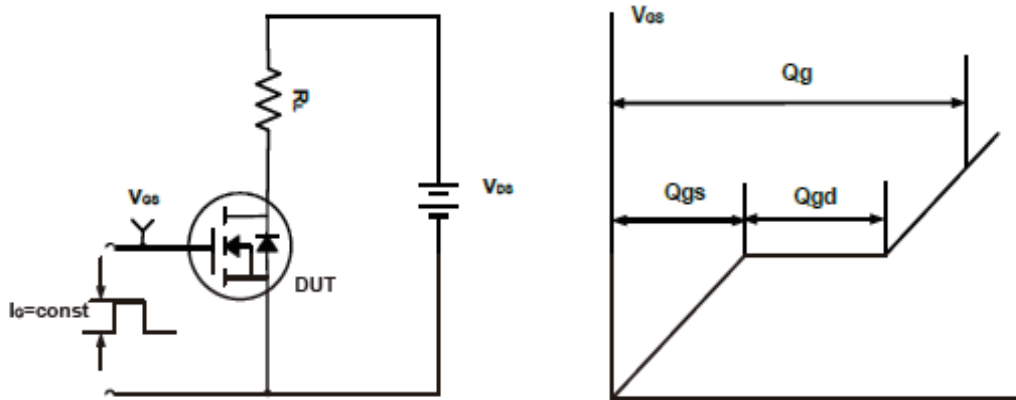 RL
VGS
VDS
DUT
IG=const
VGS
Qg
Qgs
Qgd